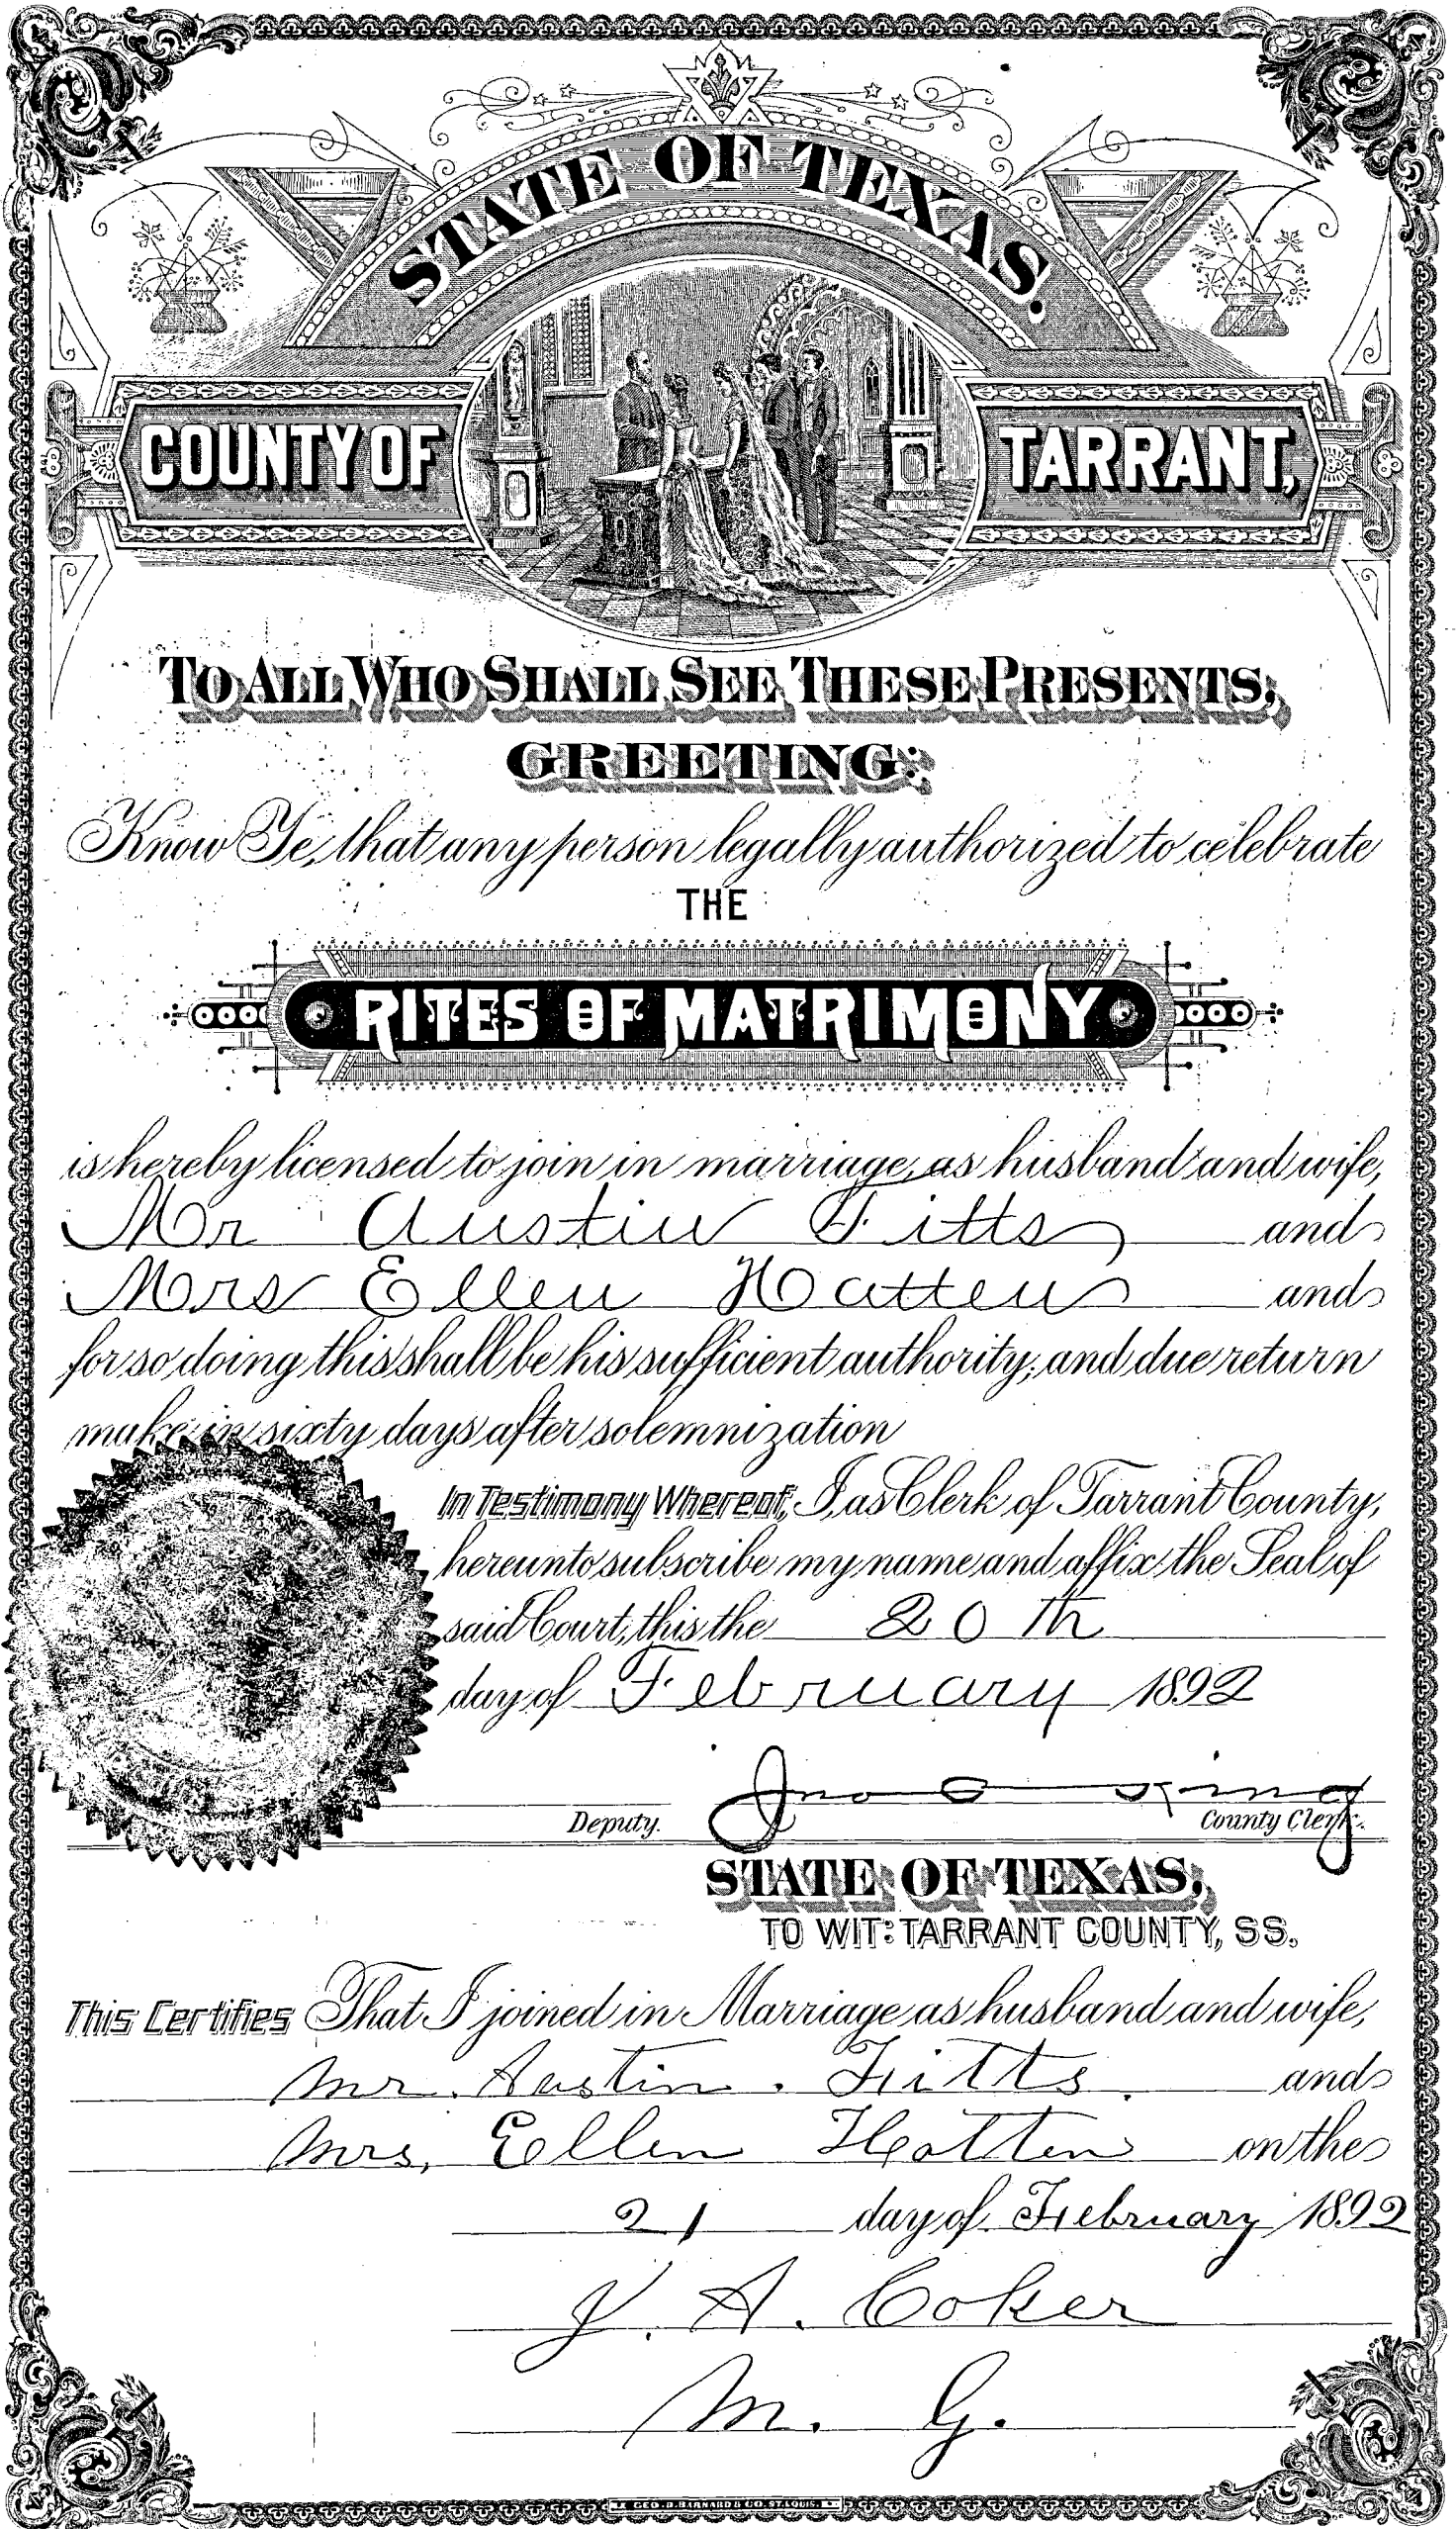 STATE OF TEXAS.
COUNTY OF TARRANT,
TO ALL WHO SHALL SEE THESE PRESENTS,
GREETING:
Know Ye, that any person legally authorized to celebrate
THE
RITES OF MATRIMONY
is hereby licensed to join in marriage, as husband and wife,
Mr Austin Fitts and
Mrs Ellen Hatten and
for so doing this shall be his sufficient authority; and due return
make in sixty days after solemnization
In Testimony Whereof, I, as Clerk of Tarrant County,
hereunto subscribe my name and affix the Seal of
said Court, this the 20th
day of February 1892
Jno King
Deputy. County Clerk.
STATE OF TEXAS,
TO WIT: TARRANT COUNTY, SS.
This Certifies That I joined in Marriage as husband and wife,
Mr. Austin. Fitts. and
Mrs, Ellen Hatten on the
21 day of February 1892
J. A. Coker
M. G.
GEO. D. BARNARD & CO. ST. LOUIS.